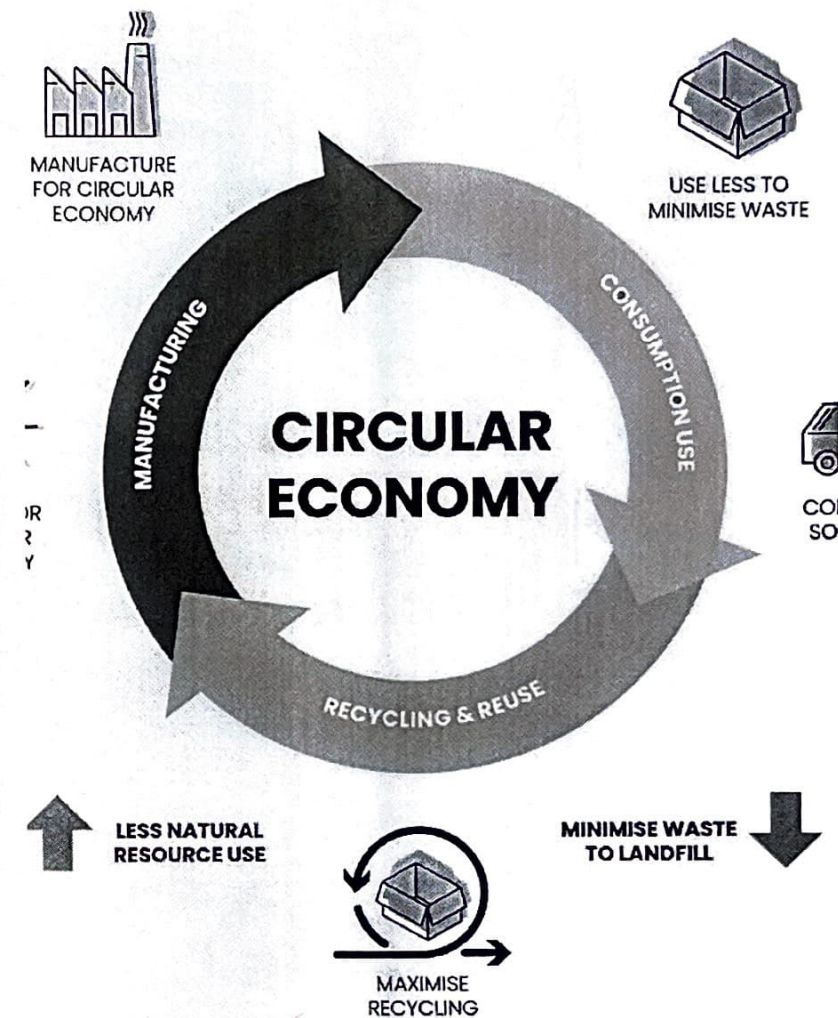 MANUFACTURE
FOR CIRCULAR
ECONOMY
USE LESS TO
MINIMISE WASTE
MANUFACTURING
CONSUMPTION USE
CIRCULAR
ECONOMY
RECYCLING & REUSE
LESS NATURAL
RESOURCE USE
MINIMISE WASTE
TO LANDFILL
MAXIMISE
RECYCLING